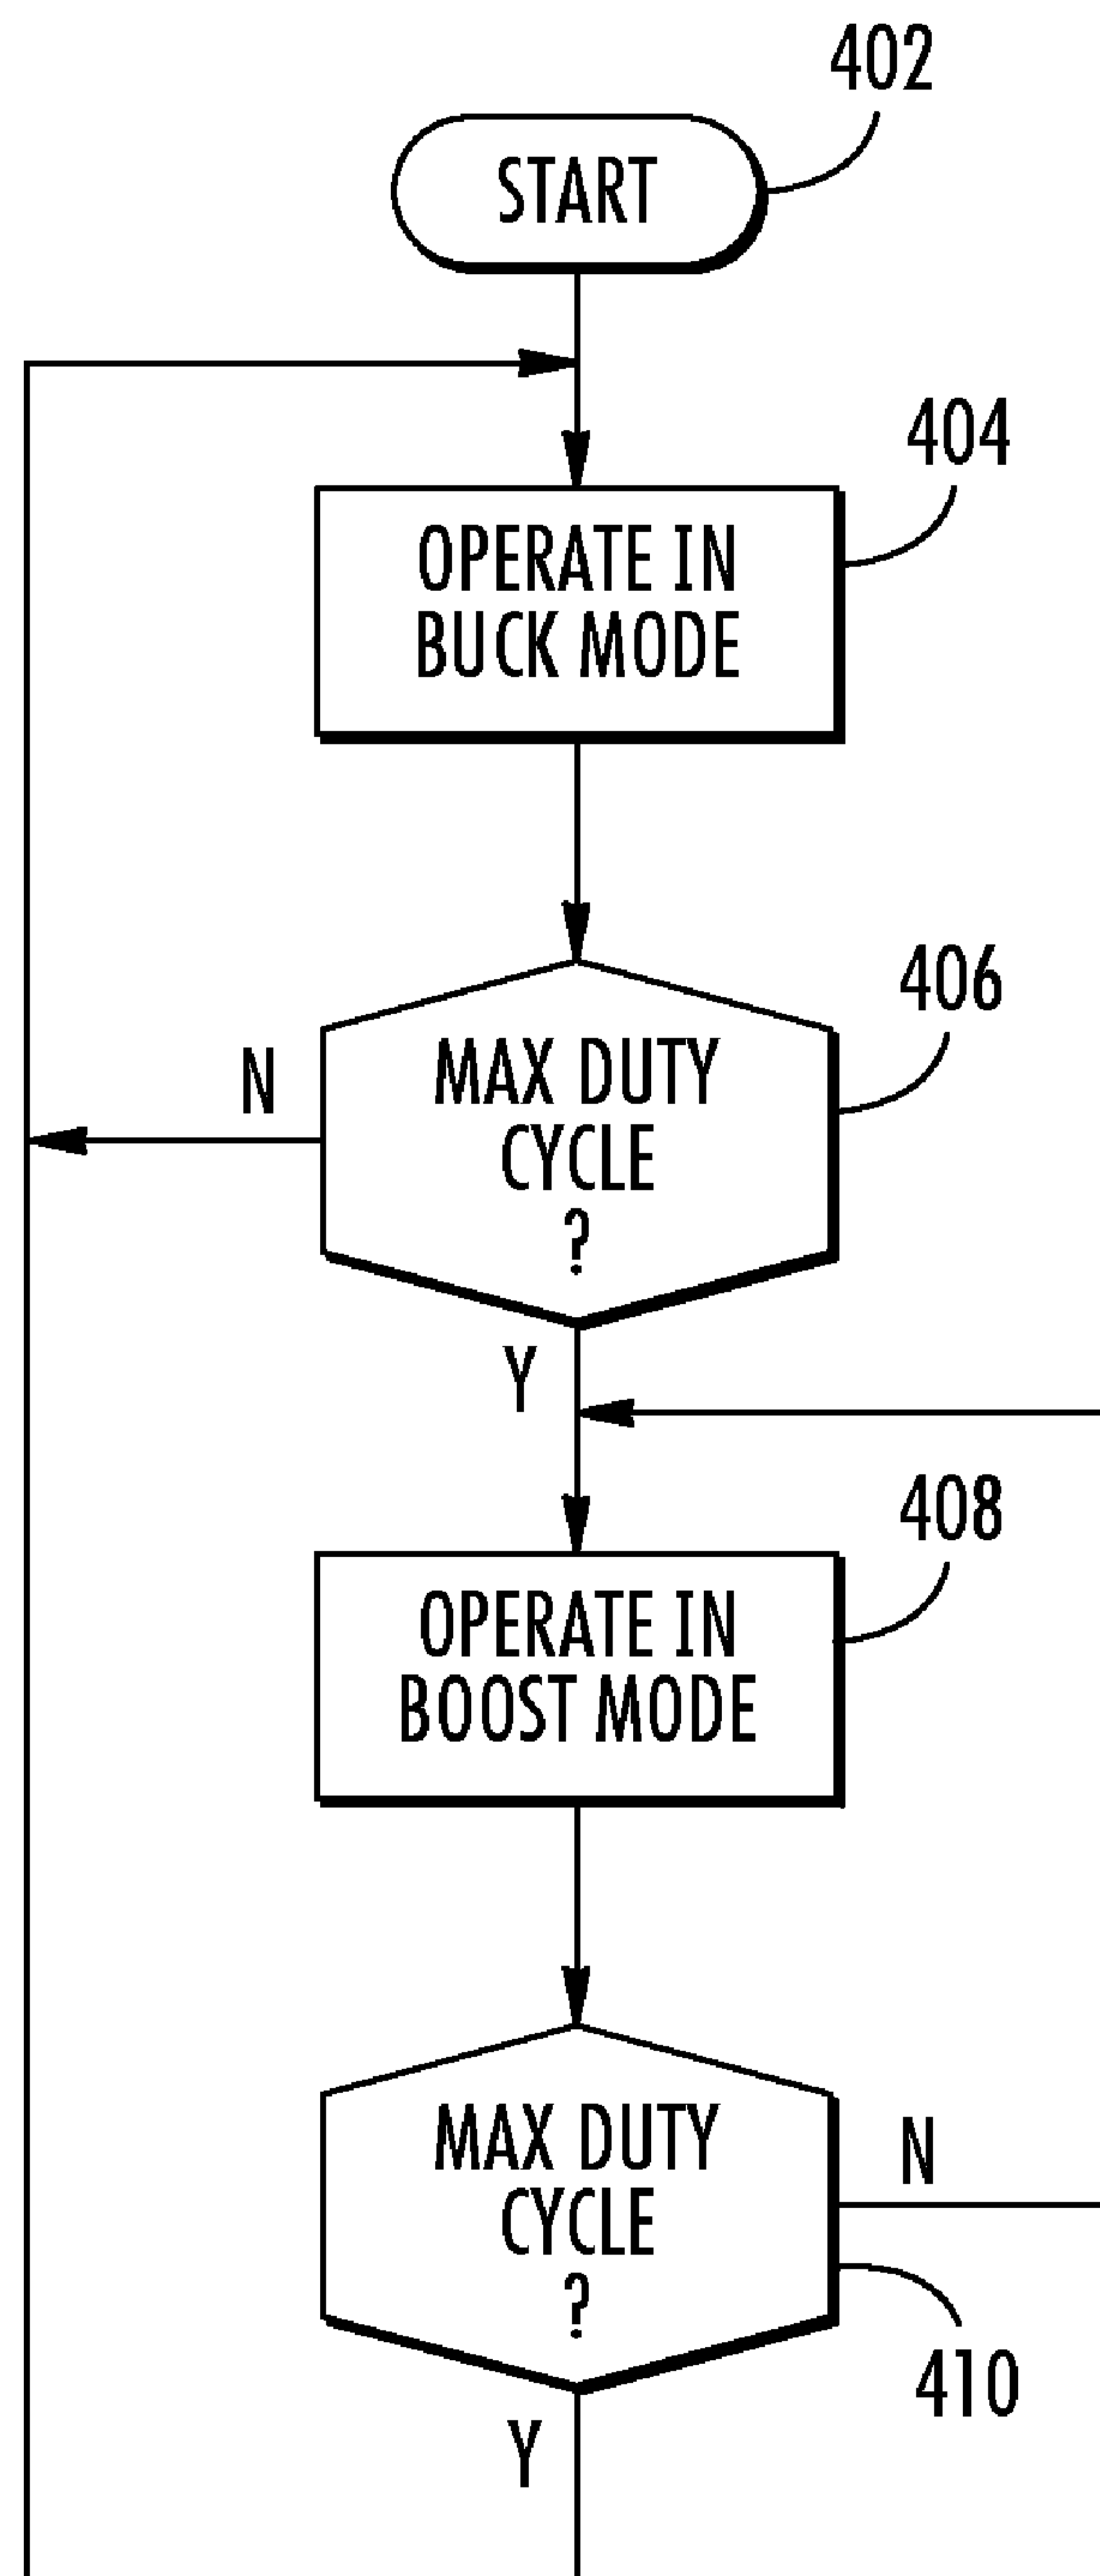 402
START
404
OPERATE IN
BUCK MODE
406
N
MAX DUTY
CYCLE
?
Y
408
OPERATE IN
BOOST MODE
MAX DUTY
CYCLE
?
N
410
Y